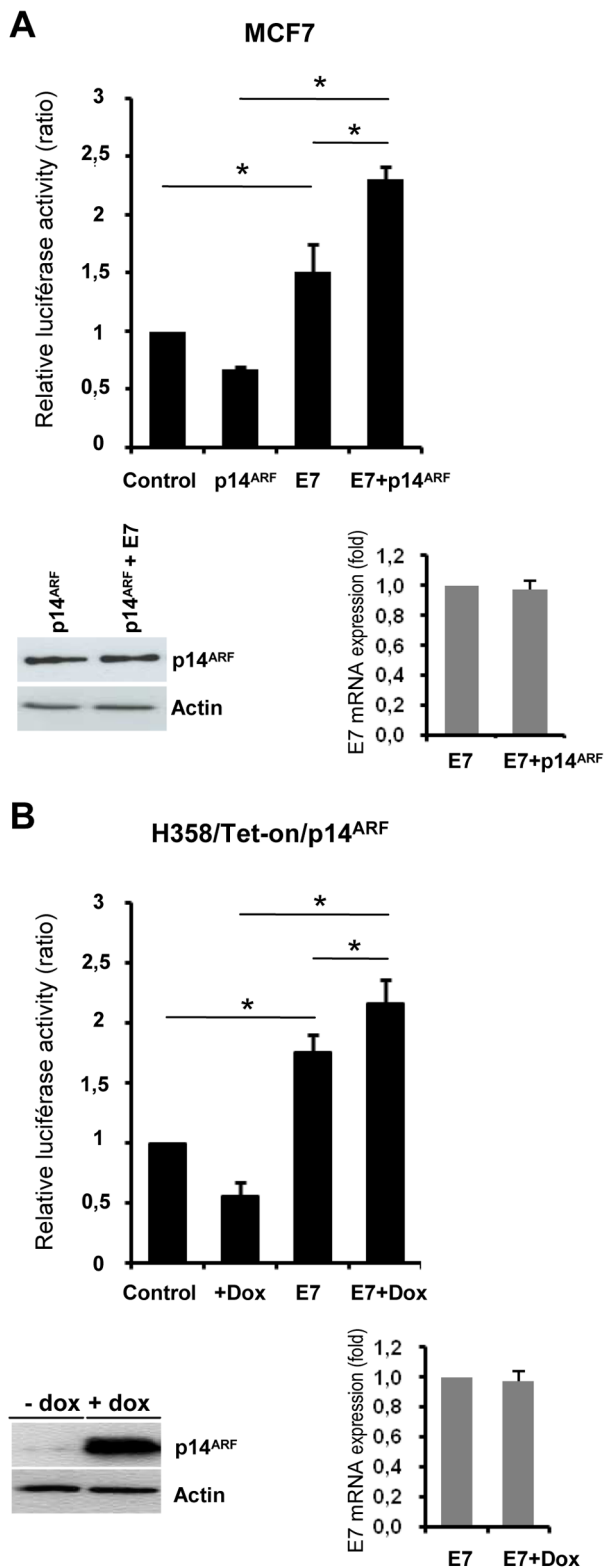 A
MCF7
Relative luciférase activity (ratio)
3
2,5
2
1,5
1
0,5
0
*
*
*
Control p14ARF E7 E7+p14ARF
p14ARF
p14ARF + E7
p14ARF
Actin
E7 mRNA expression (fold)
1,2
1,0
0,8
0,6
0,4
0,2
0,0
E7 E7+p14ARF
B
H358/Tet-on/p14ARF
Relative luciférase activity (ratio)
3
2,5
2
1,5
1
0,5
0
*
*
*
Control +Dox E7 E7+Dox
- dox + dox
p14ARF
Actin
E7 mRNA expression (fold)
1,2
1,0
0,8
0,6
0,4
0,2
0,0
E7 E7+Dox